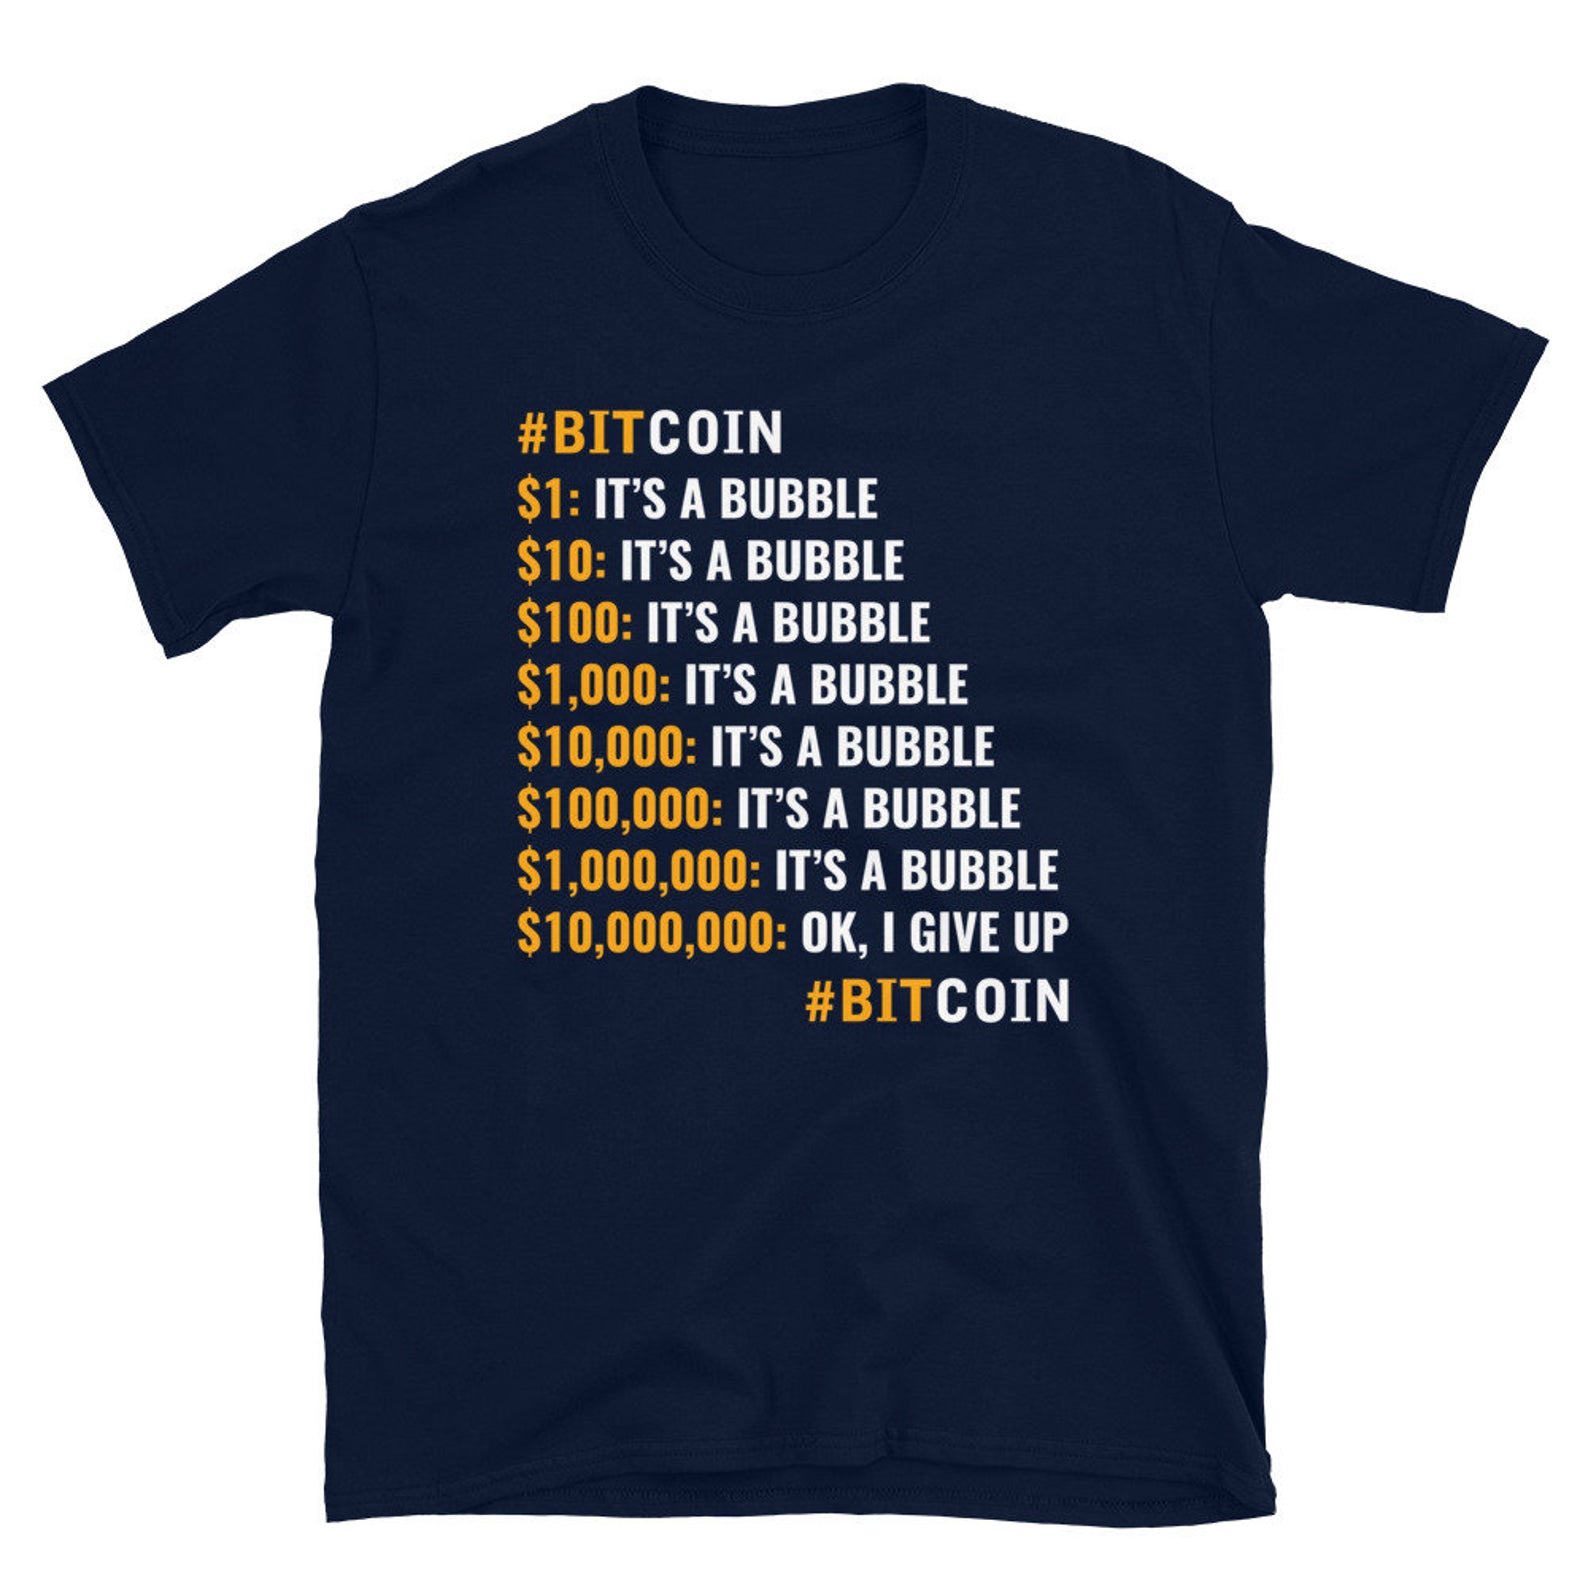 #BITCOIN
$1: IT’S A BUBBLE
$10: IT’S A BUBBLE
$100: IT’S A BUBBLE
$1,000: IT’S A BUBBLE
$10,000: IT’S A BUBBLE
$100,000: IT’S A BUBBLE
$1,000,000: IT’S A BUBBLE
$10,000,000: OK, I GIVE UP
#BITCOIN